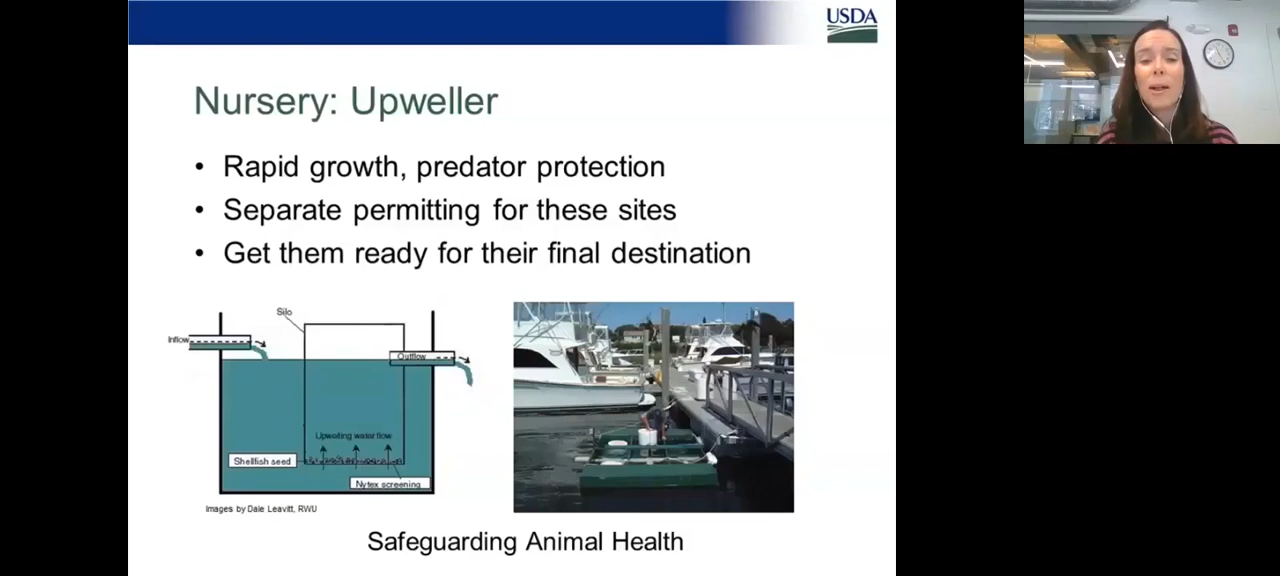 USDA
Nursery: Upweller
• Rapid growth, predator protection
• Separate permitting for these sites
• Get them ready for their final destination
Silo
Inflow
Outflow
Upwelling water flow
Shellfish seed
Nytex screening
Images by Dale Leavitt, RWU
Safeguarding Animal Health